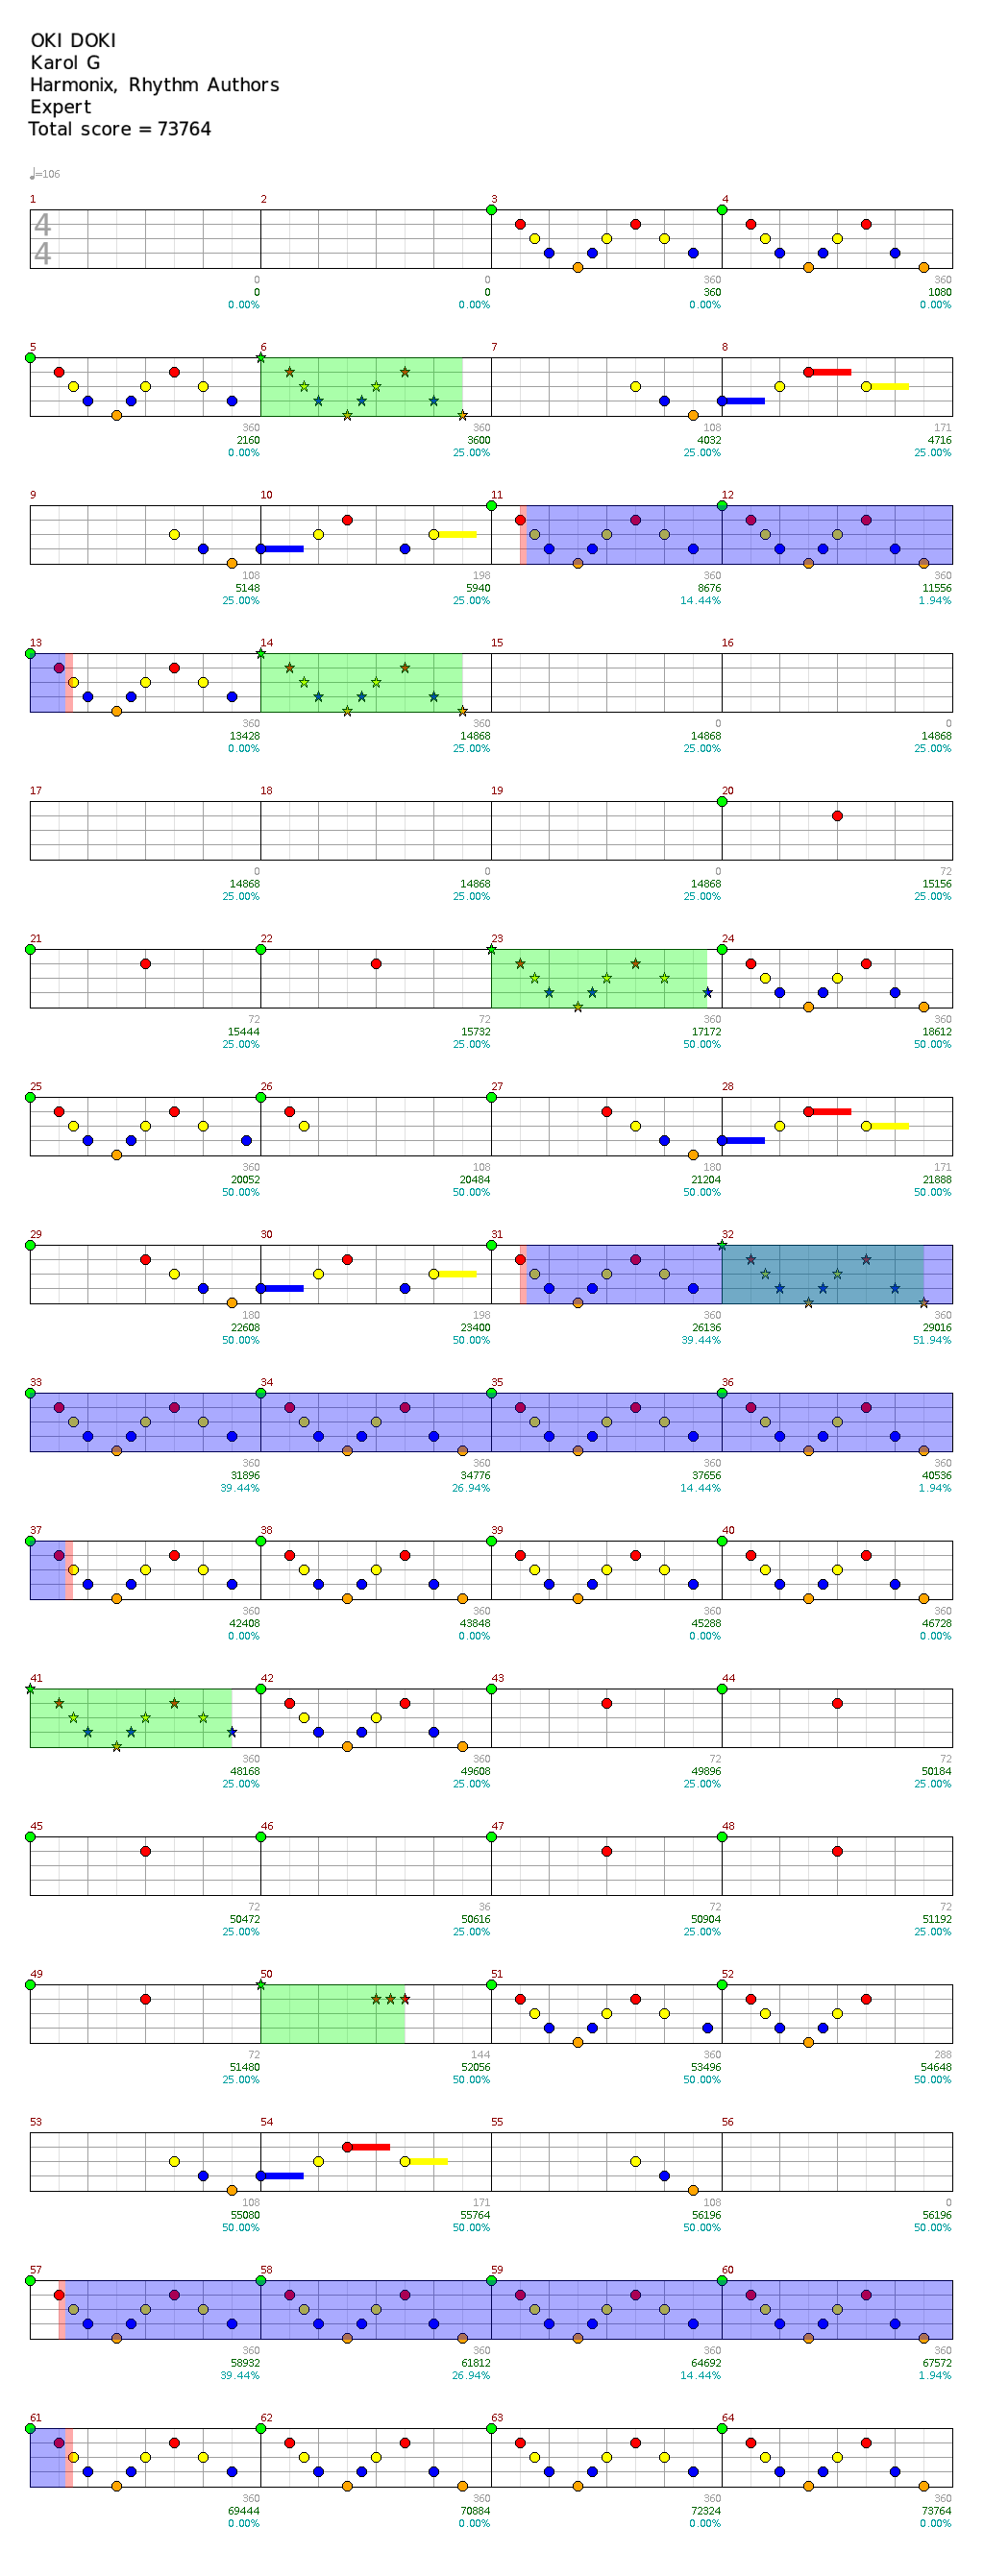 OKI DOKI
Karol G
Harmonix, Rhythm Authors
Expert
Total score = 73764
♩=106
1 2 3 4
4
4
0 0 360 360
0 0 360 1080
0.00% 0.00% 0.00% 0.00%
5 6 7 8
360 360 108 171
2160 3600 4032 4716
0.00% 25.00% 25.00% 25.00%
9 10 11 12
108 198 360 360
5148 5940 8676 11556
25.00% 25.00% 14.44% 1.94%
13 14 15 16
360 360 0 0
13428 14868 14868 14868
0.00% 25.00% 25.00% 25.00%
17 18 19 20
0 0 0 72
14868 14868 14868 15156
25.00% 25.00% 25.00% 25.00%
21 22 23 24
72 72 360 360
15444 15732 17172 18612
25.00% 25.00% 50.00% 50.00%
25 26 27 28
360 108 180 171
20052 20484 21204 21888
50.00% 50.00% 50.00% 50.00%
29 30 31 32
180 198 360 360
22608 23400 26136 29016
50.00% 50.00% 39.44% 51.94%
33 34 35 36
360 360 360 360
31896 34776 37656 40536
39.44% 26.94% 14.44% 1.94%
37 38 39 40
360 360 360 360
42408 43848 45288 46728
0.00% 0.00% 0.00% 0.00%
41 42 43 44
360 360 72 72
48168 49608 49896 50184
25.00% 25.00% 25.00% 25.00%
45 46 47 48
72 36 72 72
50472 50616 50904 51192
25.00% 25.00% 25.00% 25.00%
49 50 51 52
72 144 360 288
51480 52056 53496 54648
25.00% 50.00% 50.00% 50.00%
53 54 55 56
108 171 108 0
55080 55764 56196 56196
50.00% 50.00% 50.00% 50.00%
57 58 59 60
360 360 360 360
58932 61812 64692 67572
39.44% 26.94% 14.44% 1.94%
61 62 63 64
360 360 360 360
69444 70884 72324 73764
0.00% 0.00% 0.00% 0.00%